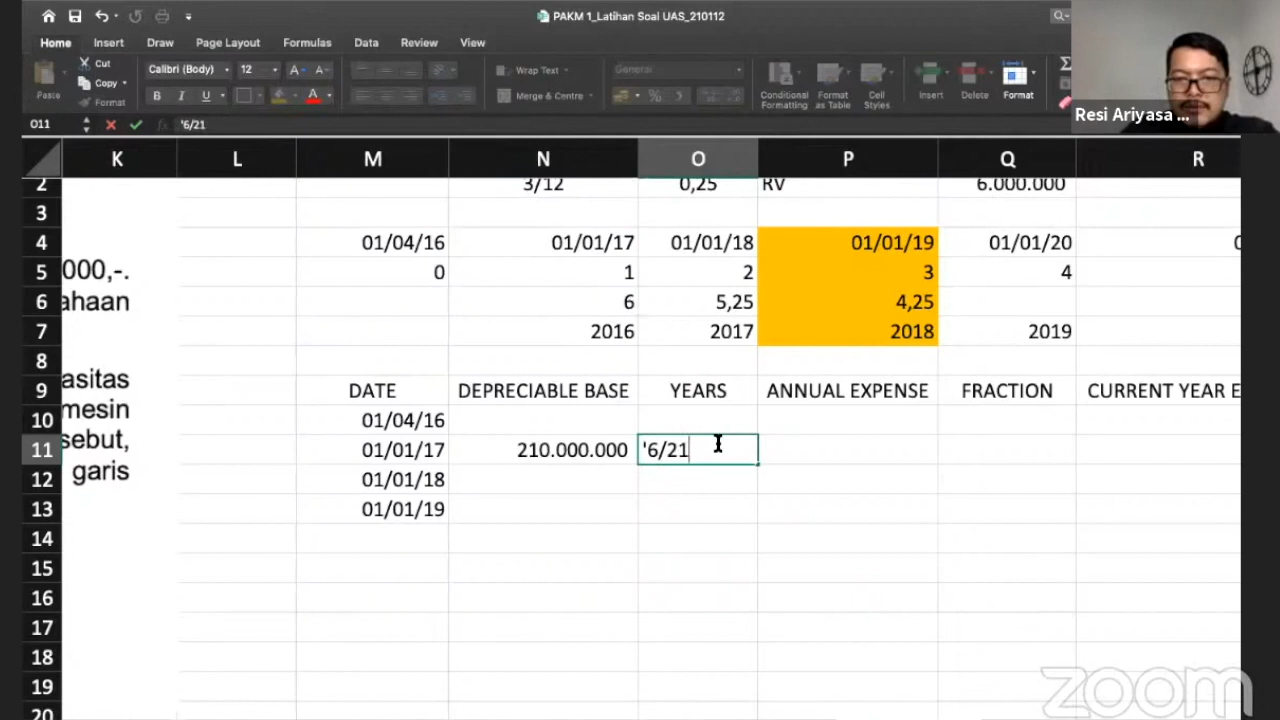 PAKM 1_Latihan Soal UAS_210112
Home Insert Draw Page Layout Formulas Data Review View
Paste Cut Copy Format Calibri (Body) 12 A A B I U A Wrap Text Merge & Centre General % Conditional Formatting Format as Table Cell Styles Insert Delete Format
Resi Ariyasa ...
O11 fx '6/21
K L M N O P Q R
2 3/12 0,25 RV 6.000.000
3
4 01/04/16 01/01/17 01/01/18 01/01/19 01/01/20 0
5 000,-. 0 1 2 3 4
6 ahaan 6 5,25 4,25
7 2016 2017 2018 2019
8 asitas
9 DATE DEPRECIABLE BASE YEARS ANNUAL EXPENSE FRACTION CURRENT YEAR E
10 mesin 01/04/16
11 sebut, 01/01/17 210.000.000 '6/21
12 garis 01/01/18
13 01/01/19
14
15
16
17
18
19
20
zoom